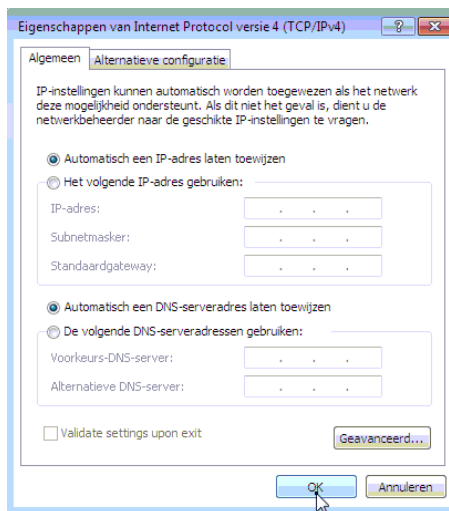 Eigenschappen van Internet Protocol versie 4 (TCP/IPv4)
Algemeen
Alternatieve configuratie
IP-instellingen kunnen automatisch worden toegewezen als het netwerk
deze mogelijkheid ondersteunt. Als dit niet het geval is, dient u de
netwerkbeheerder naar de geschikte IP-instellingen te vragen.
Automatisch een IP-adres laten toewijzen
Het volgende IP-adres gebruiken:
IP-adres:
Subnetmasker:
Standaardgateway:
Automatisch een DNS-serveradres laten toewijzen
De volgende DNS-serveradressen gebruiken:
Voorkeurs-DNS-server:
Alternatieve DNS-server:
Validate settings upon exit
Geavanceerd...
OK
Annuleren